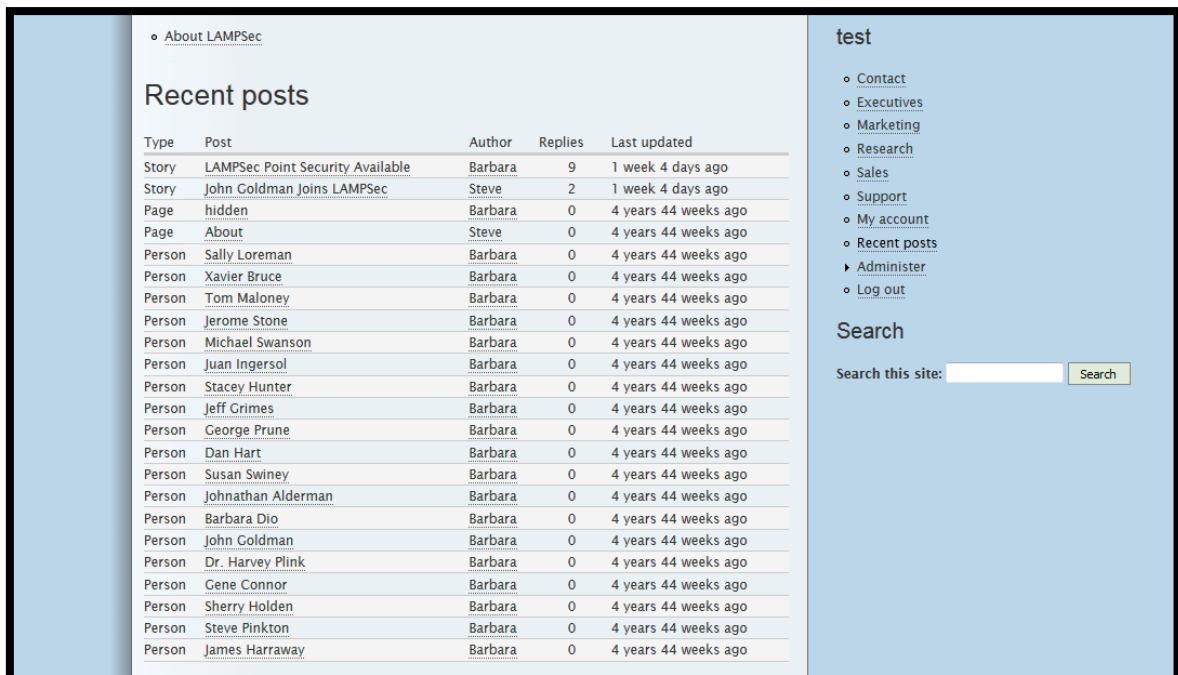 About LAMPSec
Recent posts
Type Post Author Replies Last updated
Story LAMPSec Point Security Available Barbara 9 1 week 4 days ago
Story John Goldman Joins LAMPSec Steve 2 1 week 4 days ago
Page hidden Barbara 0 4 years 44 weeks ago
Page About Steve 0 4 years 44 weeks ago
Person Sally Loreman Barbara 0 4 years 44 weeks ago
Person Xavier Bruce Barbara 0 4 years 44 weeks ago
Person Tom Maloney Barbara 0 4 years 44 weeks ago
Person Jerome Stone Barbara 0 4 years 44 weeks ago
Person Michael Swanson Barbara 0 4 years 44 weeks ago
Person Juan Ingersol Barbara 0 4 years 44 weeks ago
Person Stacey Hunter Barbara 0 4 years 44 weeks ago
Person Jeff Grimes Barbara 0 4 years 44 weeks ago
Person George Prune Barbara 0 4 years 44 weeks ago
Person Dan Hart Barbara 0 4 years 44 weeks ago
Person Susan Swiney Barbara 0 4 years 44 weeks ago
Person Johnathan Alderman Barbara 0 4 years 44 weeks ago
Person Barbara Dio Barbara 0 4 years 44 weeks ago
Person John Goldman Barbara 0 4 years 44 weeks ago
Person Dr. Harvey Plink Barbara 0 4 years 44 weeks ago
Person Gene Connor Barbara 0 4 years 44 weeks ago
Person Sherry Holden Barbara 0 4 years 44 weeks ago
Person Steve Pinkton Barbara 0 4 years 44 weeks ago
Person James Harraway Barbara 0 4 years 44 weeks ago
test
Contact
Executives
Marketing
Research
Sales
Support
My account
Recent posts
Administer
Log out
Search
Search this site: Search